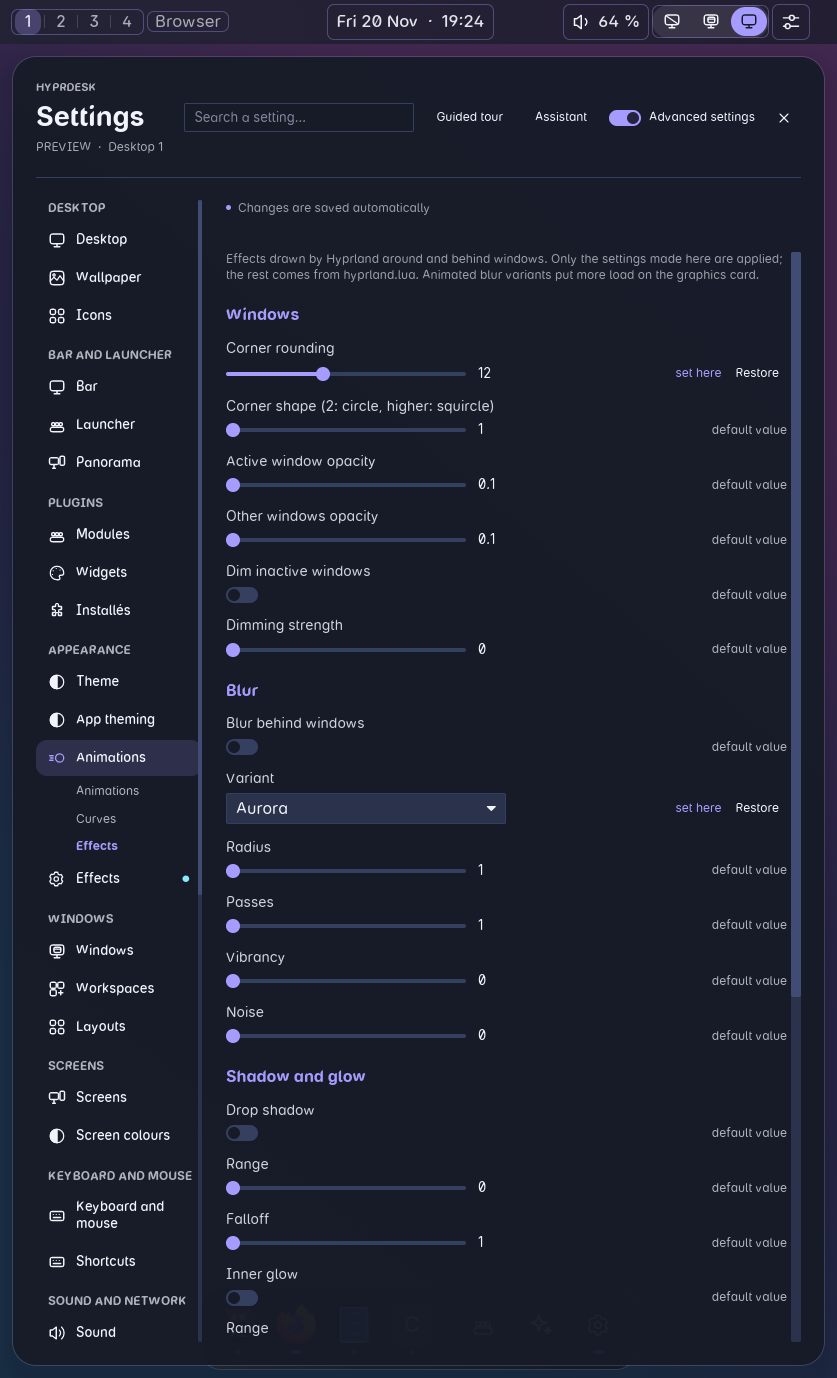 1 2 3 4 Browser Fri 20 Nov · 19:24 64 %
HYPRDESK
Settings
Search a setting...
Guided tour
Assistant
Advanced settings
PREVIEW · Desktop 1
DESKTOP
Desktop
Wallpaper
Icons
BAR AND LAUNCHER
Bar
Launcher
Panorama
PLUGINS
Modules
Widgets
Installés
APPEARANCE
Theme
App theming
Animations
Animations
Curves
Effects
Effects
WINDOWS
Windows
Workspaces
Layouts
SCREENS
Screens
Screen colours
KEYBOARD AND MOUSE
Keyboard and
mouse
Shortcuts
SOUND AND NETWORK
Sound
Changes are saved automatically
Effects drawn by Hyprland around and behind windows. Only the settings made here are applied;
the rest comes from hyprland.lua. Animated blur variants put more load on the graphics card.
Windows
Corner rounding
12 set here Restore
Corner shape (2: circle, higher: squircle)
1 default value
Active window opacity
0.1 default value
Other windows opacity
0.1 default value
Dim inactive windows
default value
Dimming strength
0 default value
Blur
Blur behind windows
default value
Variant
Aurora set here Restore
Radius
1 default value
Passes
1 default value
Vibrancy
0 default value
Noise
0 default value
Shadow and glow
Drop shadow
default value
Range
0 default value
Falloff
1 default value
Inner glow
default value
Range